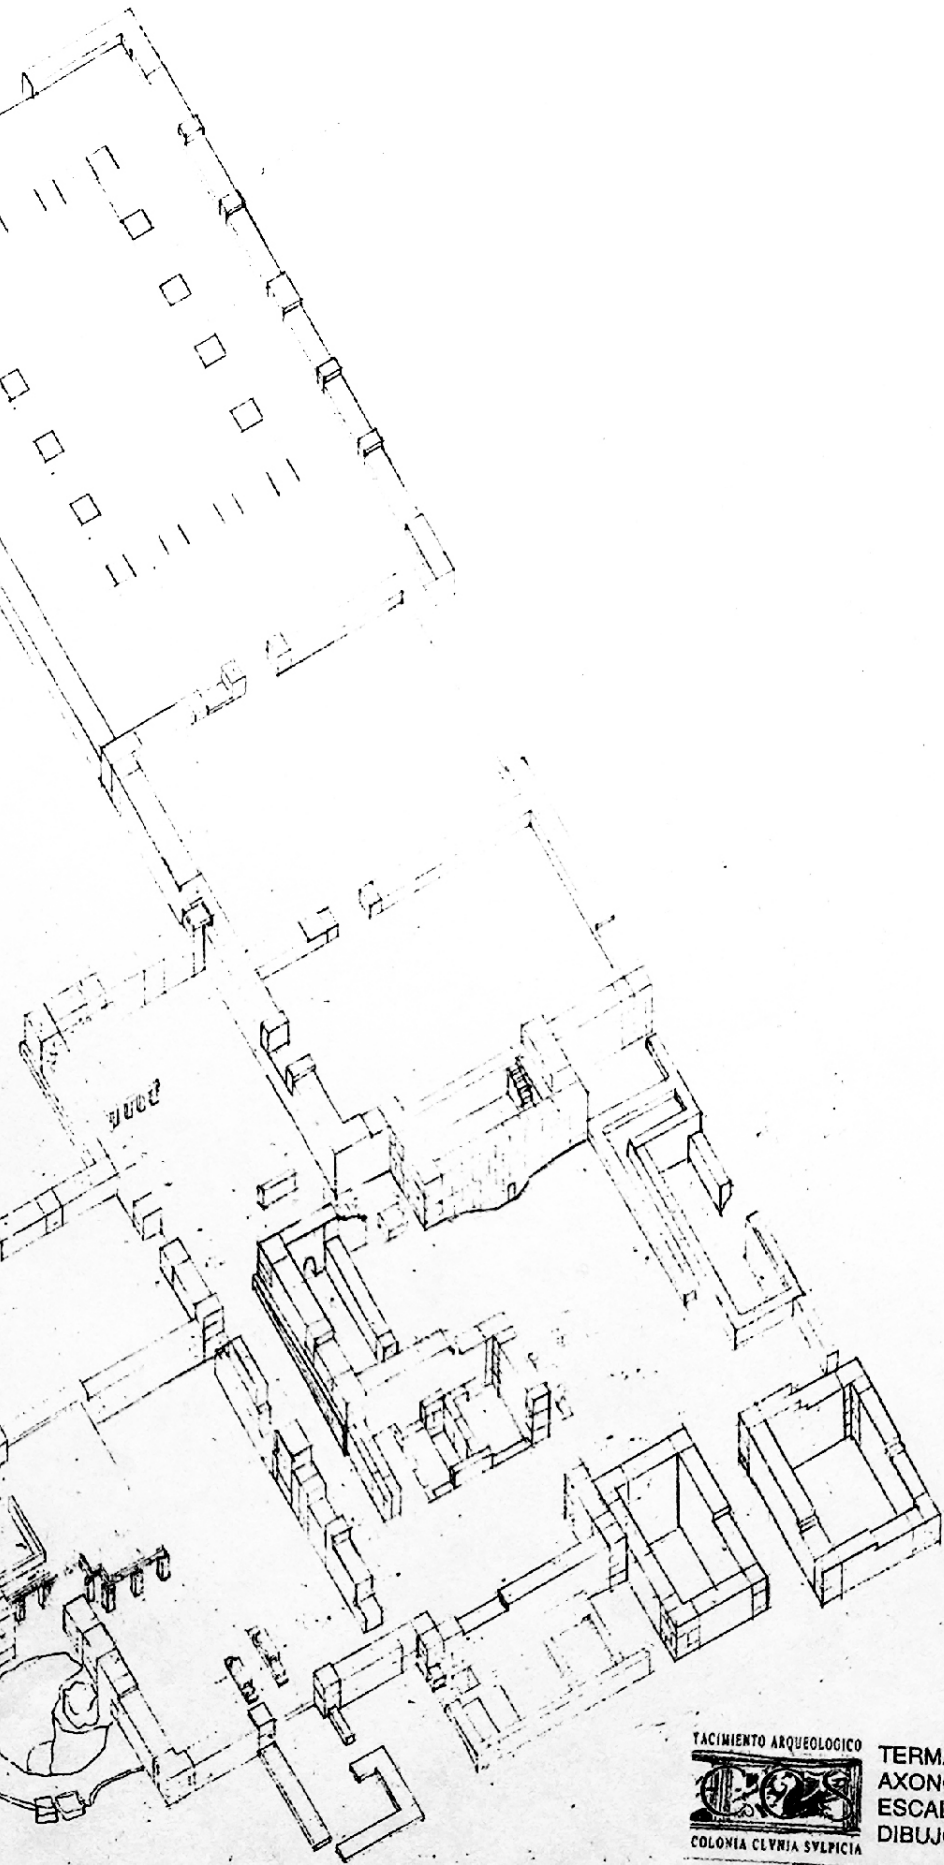 YACIMIENTO ARQUEOLOGICO
COLONIA CLVNIA SVLPICIA
TERM
AXON
ESCA
DIBUJ